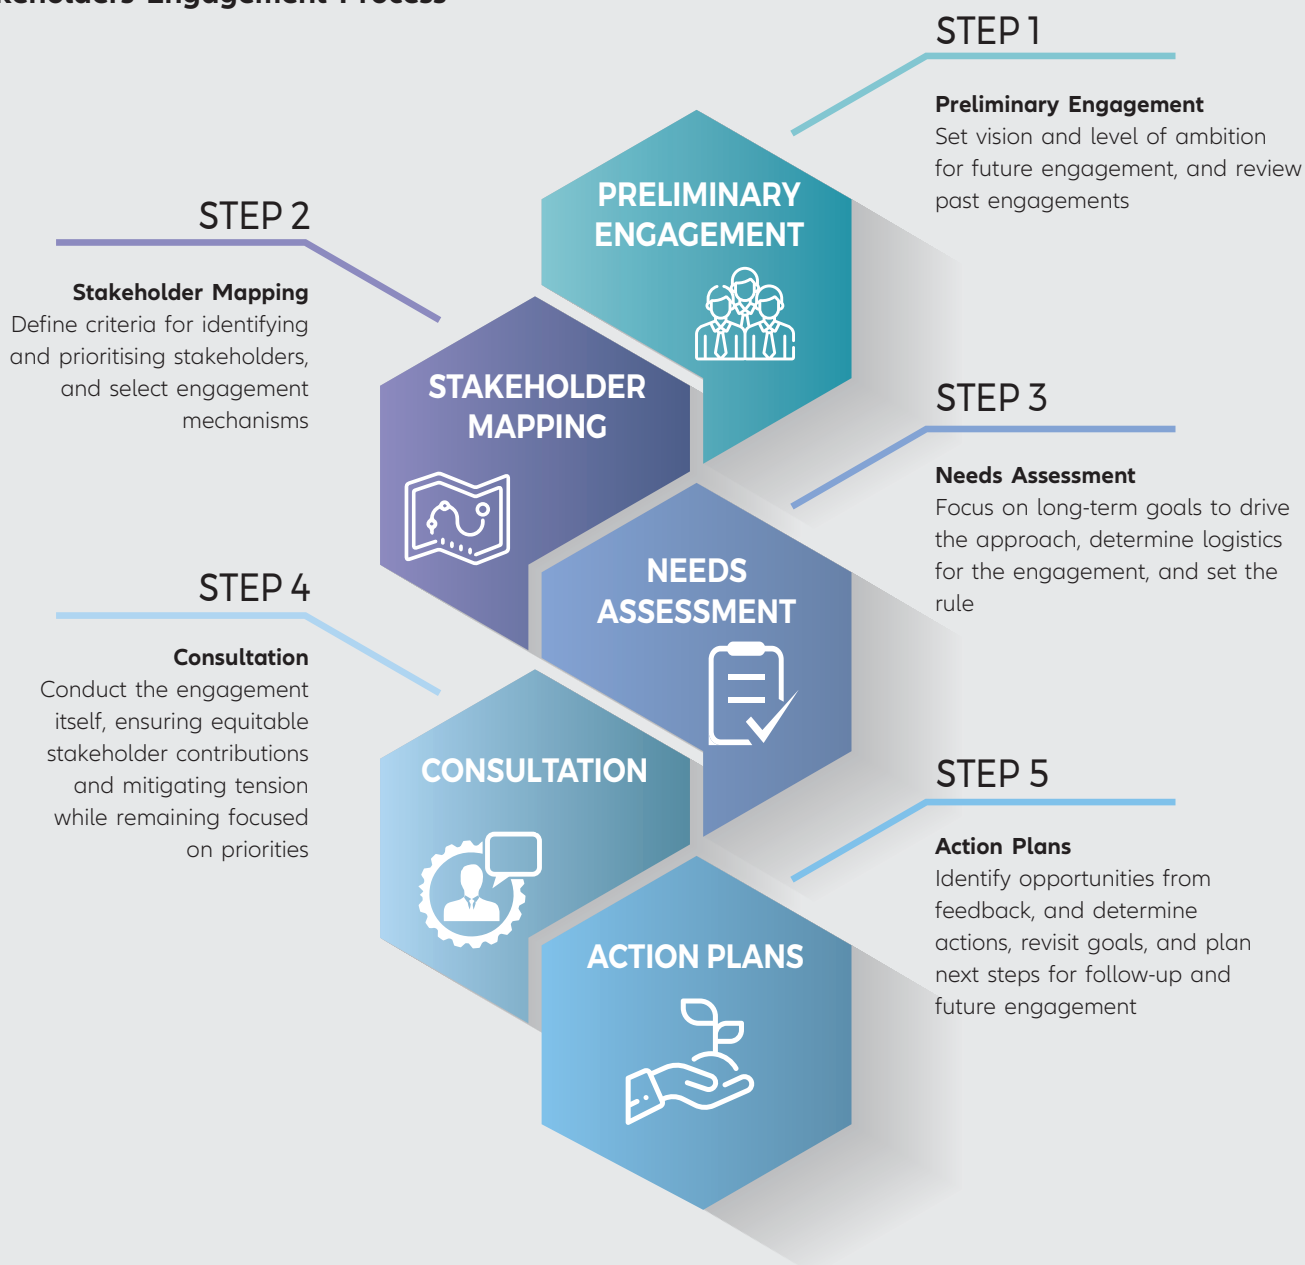 Engagement Process
STEP 1
Preliminary Engagement
Set vision and level of ambition
for future engagement, and review
past engagements
PRELIMINARY
ENGAGEMENT
STEP 2
Stakeholder Mapping
Define criteria for identifying
and prioritising stakeholders,
and select engagement
mechanisms
STAKEHOLDER
MAPPING
STEP 3
Needs Assessment
Focus on long-term goals to drive
the approach, determine logistics
for the engagement, and set the
rule
NEEDS
ASSESSMENT
STEP 4
Consultation
Conduct the engagement
itself, ensuring equitable
stakeholder contributions
and mitigating tension
while remaining focused
on priorities
CONSULTATION
STEP 5
Action Plans
Identify opportunities from
feedback, and determine
actions, revisit goals, and plan
next steps for follow-up and
future engagement
ACTION PLANS